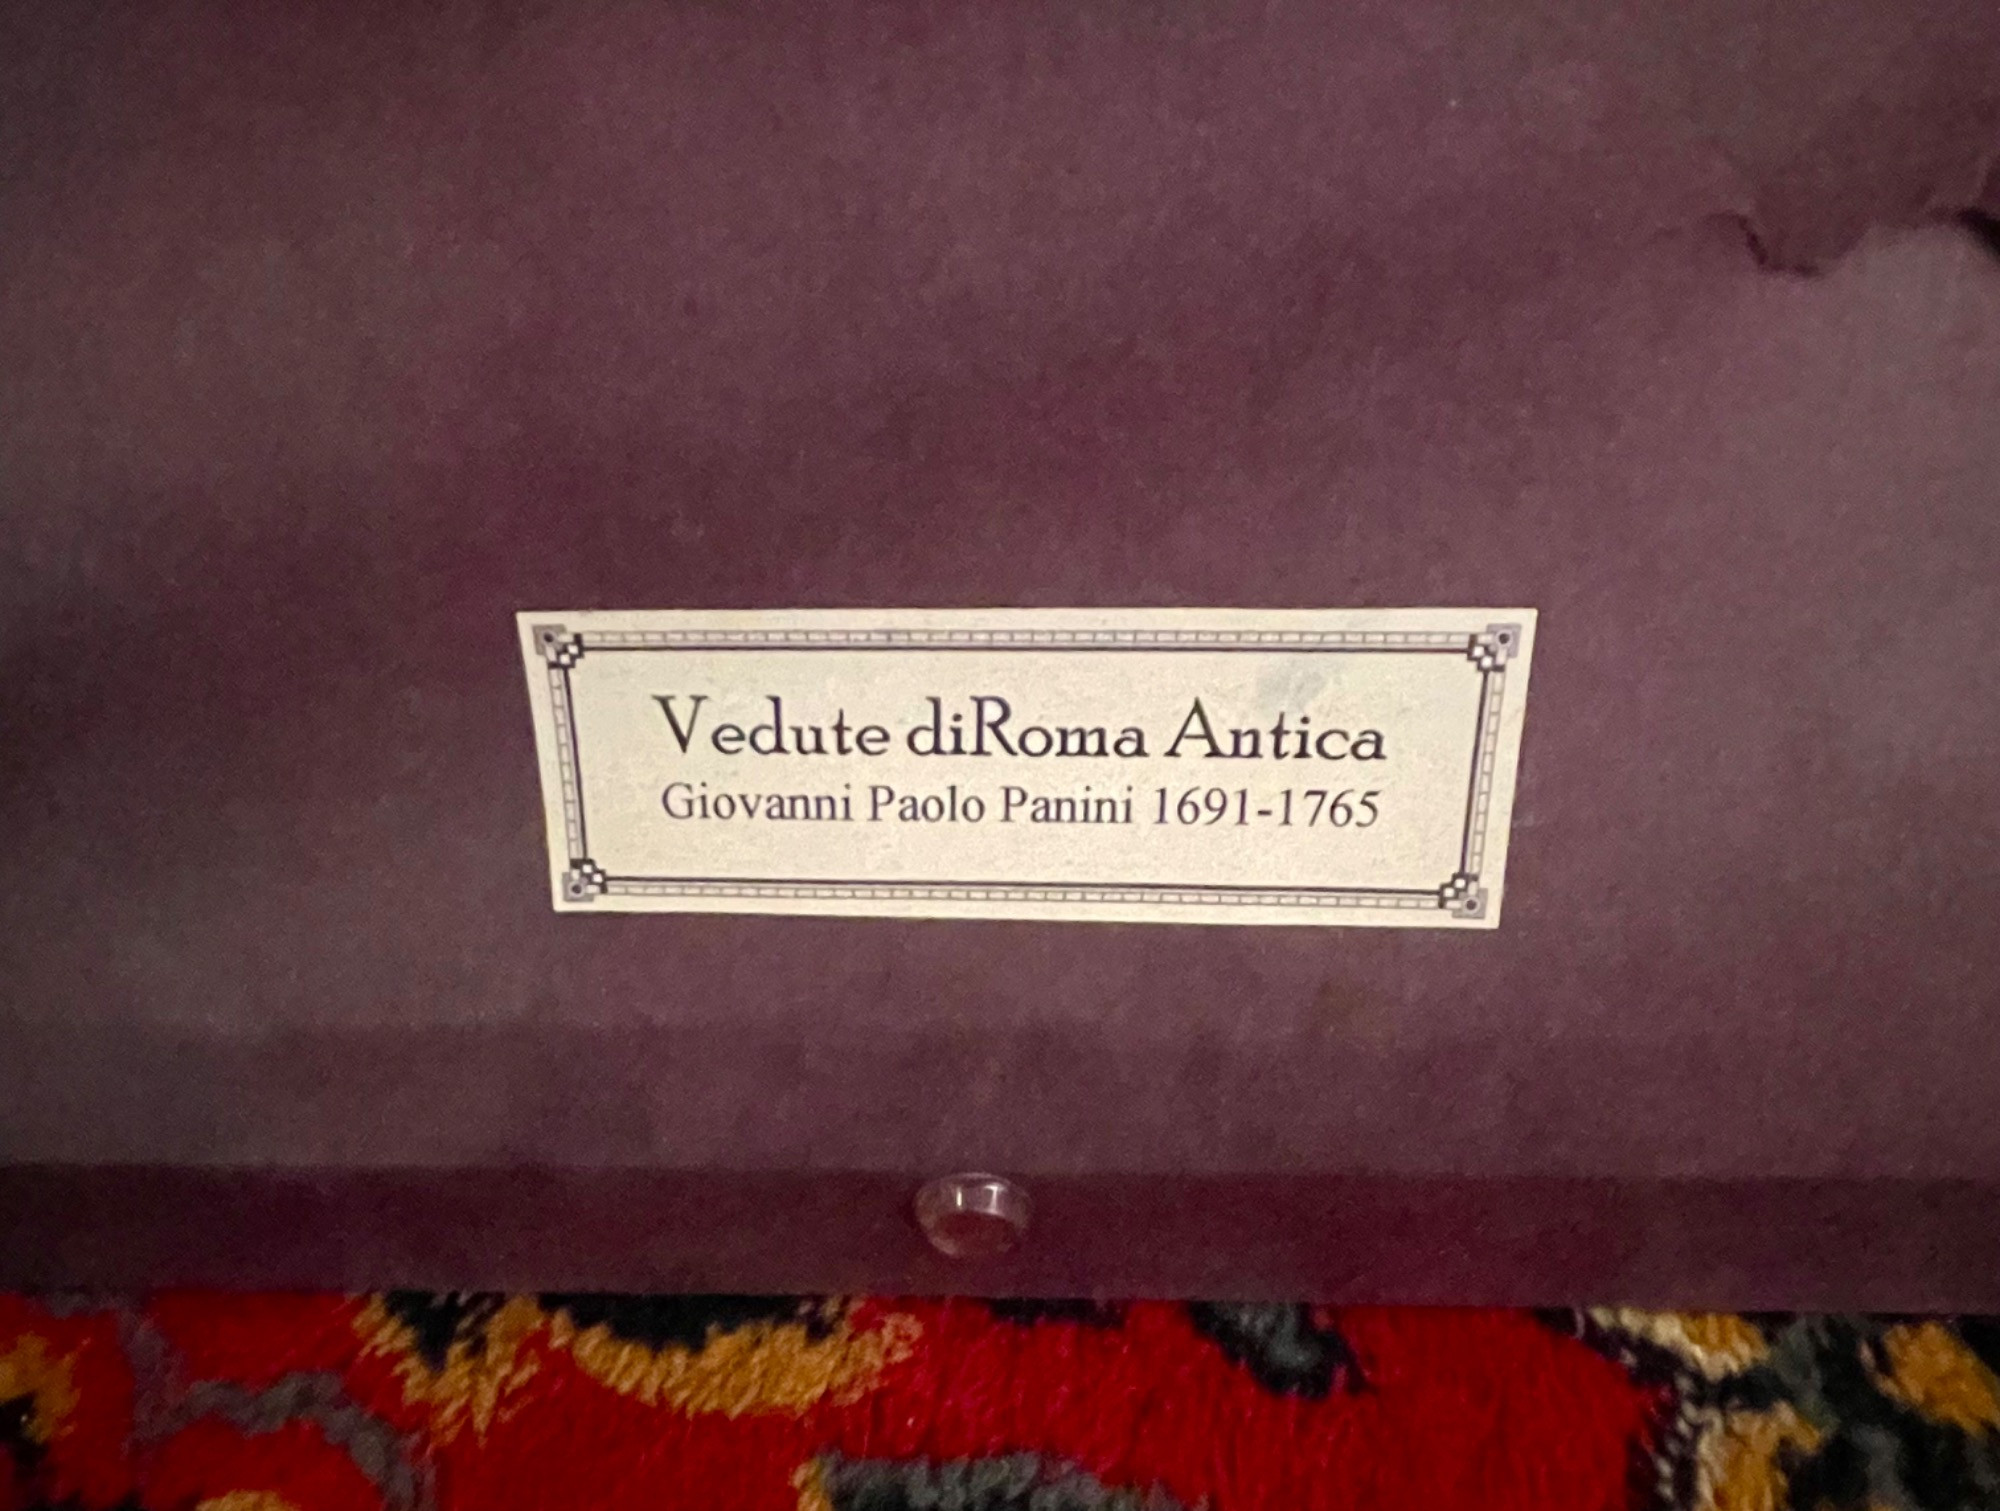 Vedute diRoma Antica
Giovanni Paolo Panini 1691-1765